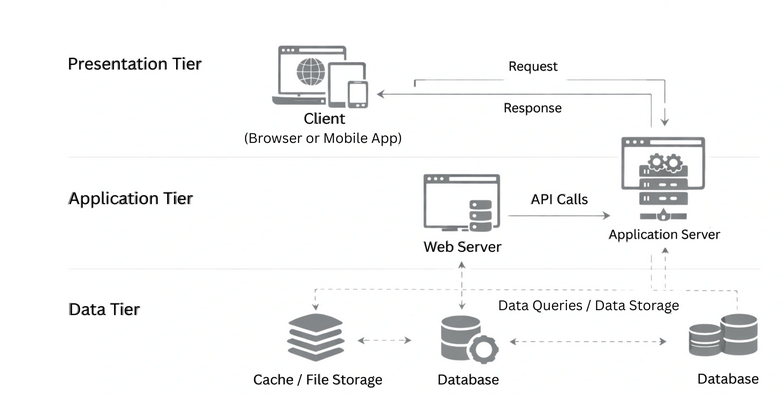 Presentation Tier
Request
Response
Client
(Browser or Mobile App)
Application Tier
API Calls
Web Server
Application Server
Data Tier
Data Queries / Data Storage
Cache / File Storage
Database
Database